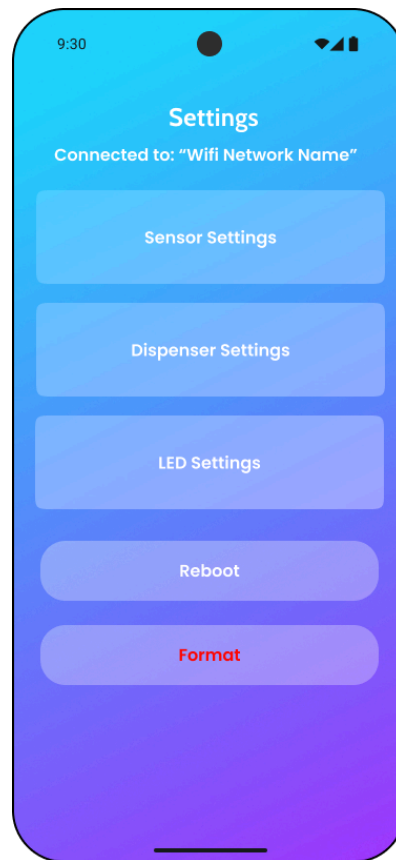 9:30
Settings
Connected to: “Wifi Network Name”
Sensor Settings
Dispenser Settings
LED Settings
Reboot
Format